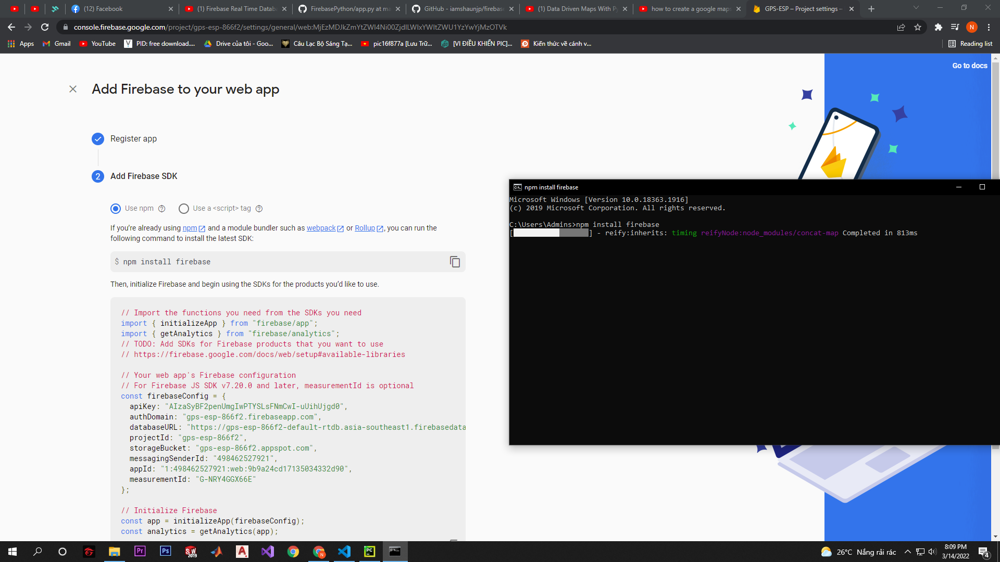 (12) Facebook
(1) Firebase Real Time Databa
FirebasePython/app.py at ma
GitHub - iamshaunjp/firebase
(1) Data Driven Maps With Py
how to create a google maps
GPS-ESP – Project settings –
console.firebase.google.com/project/gps-esp-866f2/settings/general/web:MjEzMDJkZmYtZWI4Ni00ZjdlLWIxYWItZWU1YzYwYjMzOTVk
N
Apps
Gmail
YouTube
PID: free download....
Drive của tôi - Goo...
Câu Lạc Bộ Sáng Tạ...
pic16f877a [Lưu Trữ...
[VI ĐIỀU KHIỂN PIC]...
Kiến thức về cánh v...
Reading list
Go to docs
Add Firebase to your web app
Register app
2 Add Firebase SDK
Use npm
Use a <script> tag
If you’re already using npm and a module bundler such as webpack or Rollup, you can run the
following command to install the latest SDK:
$ npm install firebase
Then, initialize Firebase and begin using the SDKs for the products you’d like to use.
// Import the functions you need from the SDKs you need
import { initializeApp } from "firebase/app";
import { getAnalytics } from "firebase/analytics";
// TODO: Add SDKs for Firebase products that you want to use
// https://firebase.google.com/docs/web/setup#available-libraries
// Your web app's Firebase configuration
// For Firebase JS SDK v7.20.0 and later, measurementId is optional
const firebaseConfig = {
apiKey: "AIzaSyBF2penUmgIwPTYSLsFNmCwI-uUihUjgd0",
authDomain: "gps-esp-866f2.firebaseapp.com",
databaseURL: "https://gps-esp-866f2-default-rtdb.asia-southeast1.firebasedata
projectId: "gps-esp-866f2",
storageBucket: "gps-esp-866f2.appspot.com",
messagingSenderId: "498462527921",
appId: "1:498462527921:web:9b9a24cd17135034332d90",
measurementId: "G-NRY4GGX66E"
};
// Initialize Firebase
const app = initializeApp(firebaseConfig);
const analytics = getAnalytics(app);
npm install firebase
Microsoft Windows [Version 10.0.18363.1916]
(c) 2019 Microsoft Corporation. All rights reserved.
C:\Users\Admins>npm install firebase
[ ] - reify:inherits: timing reifyNode:node_modules/concat-map Completed in 813ms
26°C Nắng rải rác
8:09 PM
3/14/2022
4